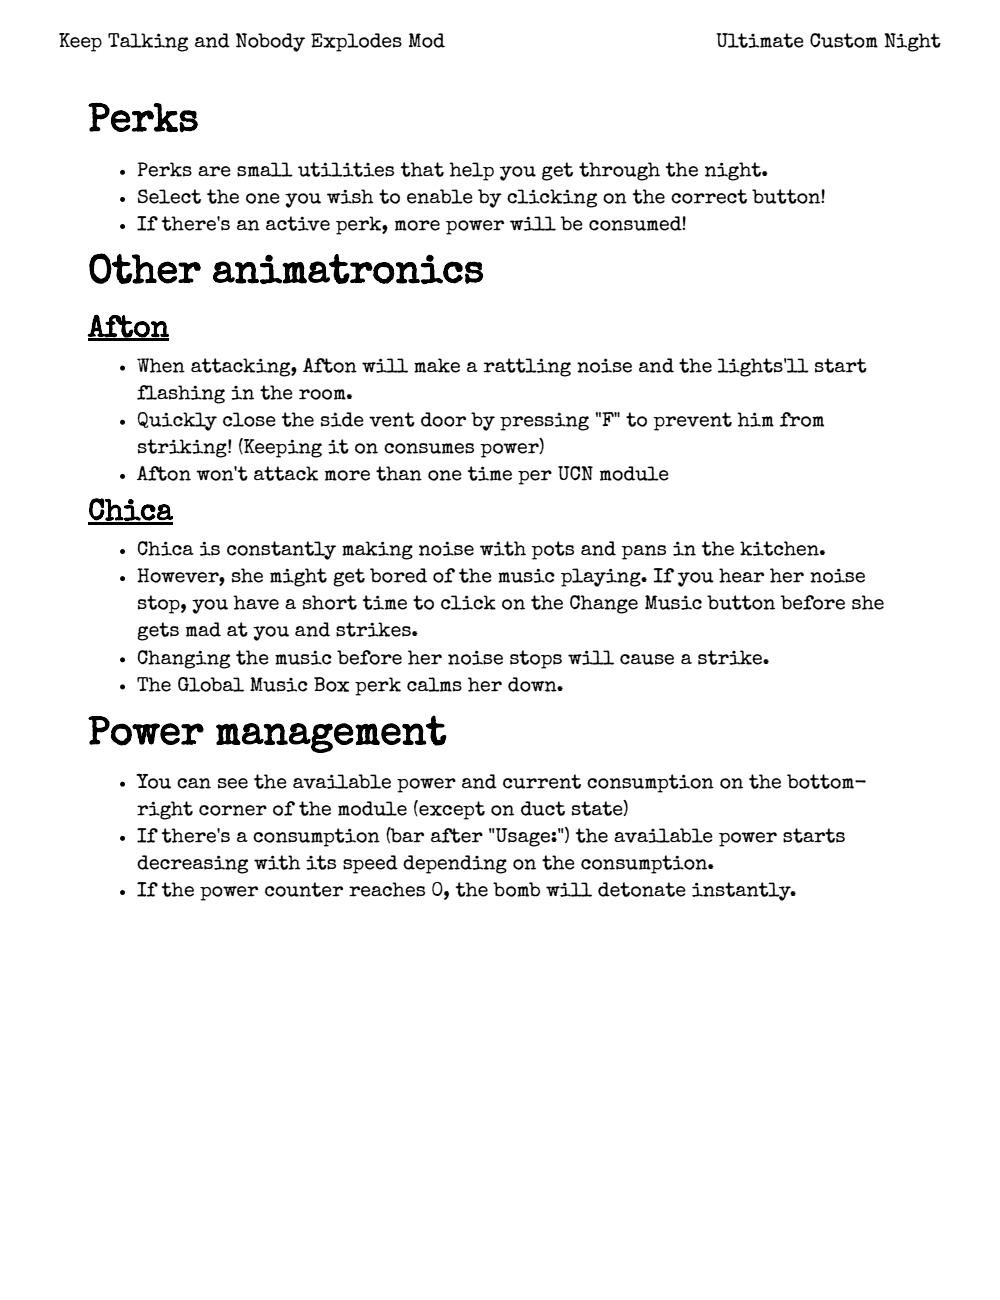 Keep Talking and Nobody Explodes Mod
Ultimate Custom Night
Perks
• Perks are small utilities that help you get through the night.
• Select the one you wish to enable by clicking on the correct button!
• If there's an active perk, more power will be consumed!
Other animatronics
Afton
• When attacking, Afton will make a rattling noise and the lights'll start
flashing in the room.
• Quickly close the side vent door by pressing "F" to prevent him from
striking! (Keeping it on consumes power)
• Afton won't attack more than one time per UCN module
Chica
• Chica is constantly making noise with pots and pans in the kitchen.
• However, she might get bored of the music playing. If you hear her noise
stop, you have a short time to click on the Change Music button before she
gets mad at you and strikes.
• Changing the music before her noise stops will cause a strike.
• The Global Music Box perk calms her down.
Power management
• You can see the available power and current consumption on the bottom-
right corner of the module (except on duct state)
• If there's a consumption (bar after "Usage:") the available power starts
decreasing with its speed depending on the consumption.
• If the power counter reaches 0, the bomb will detonate instantly.